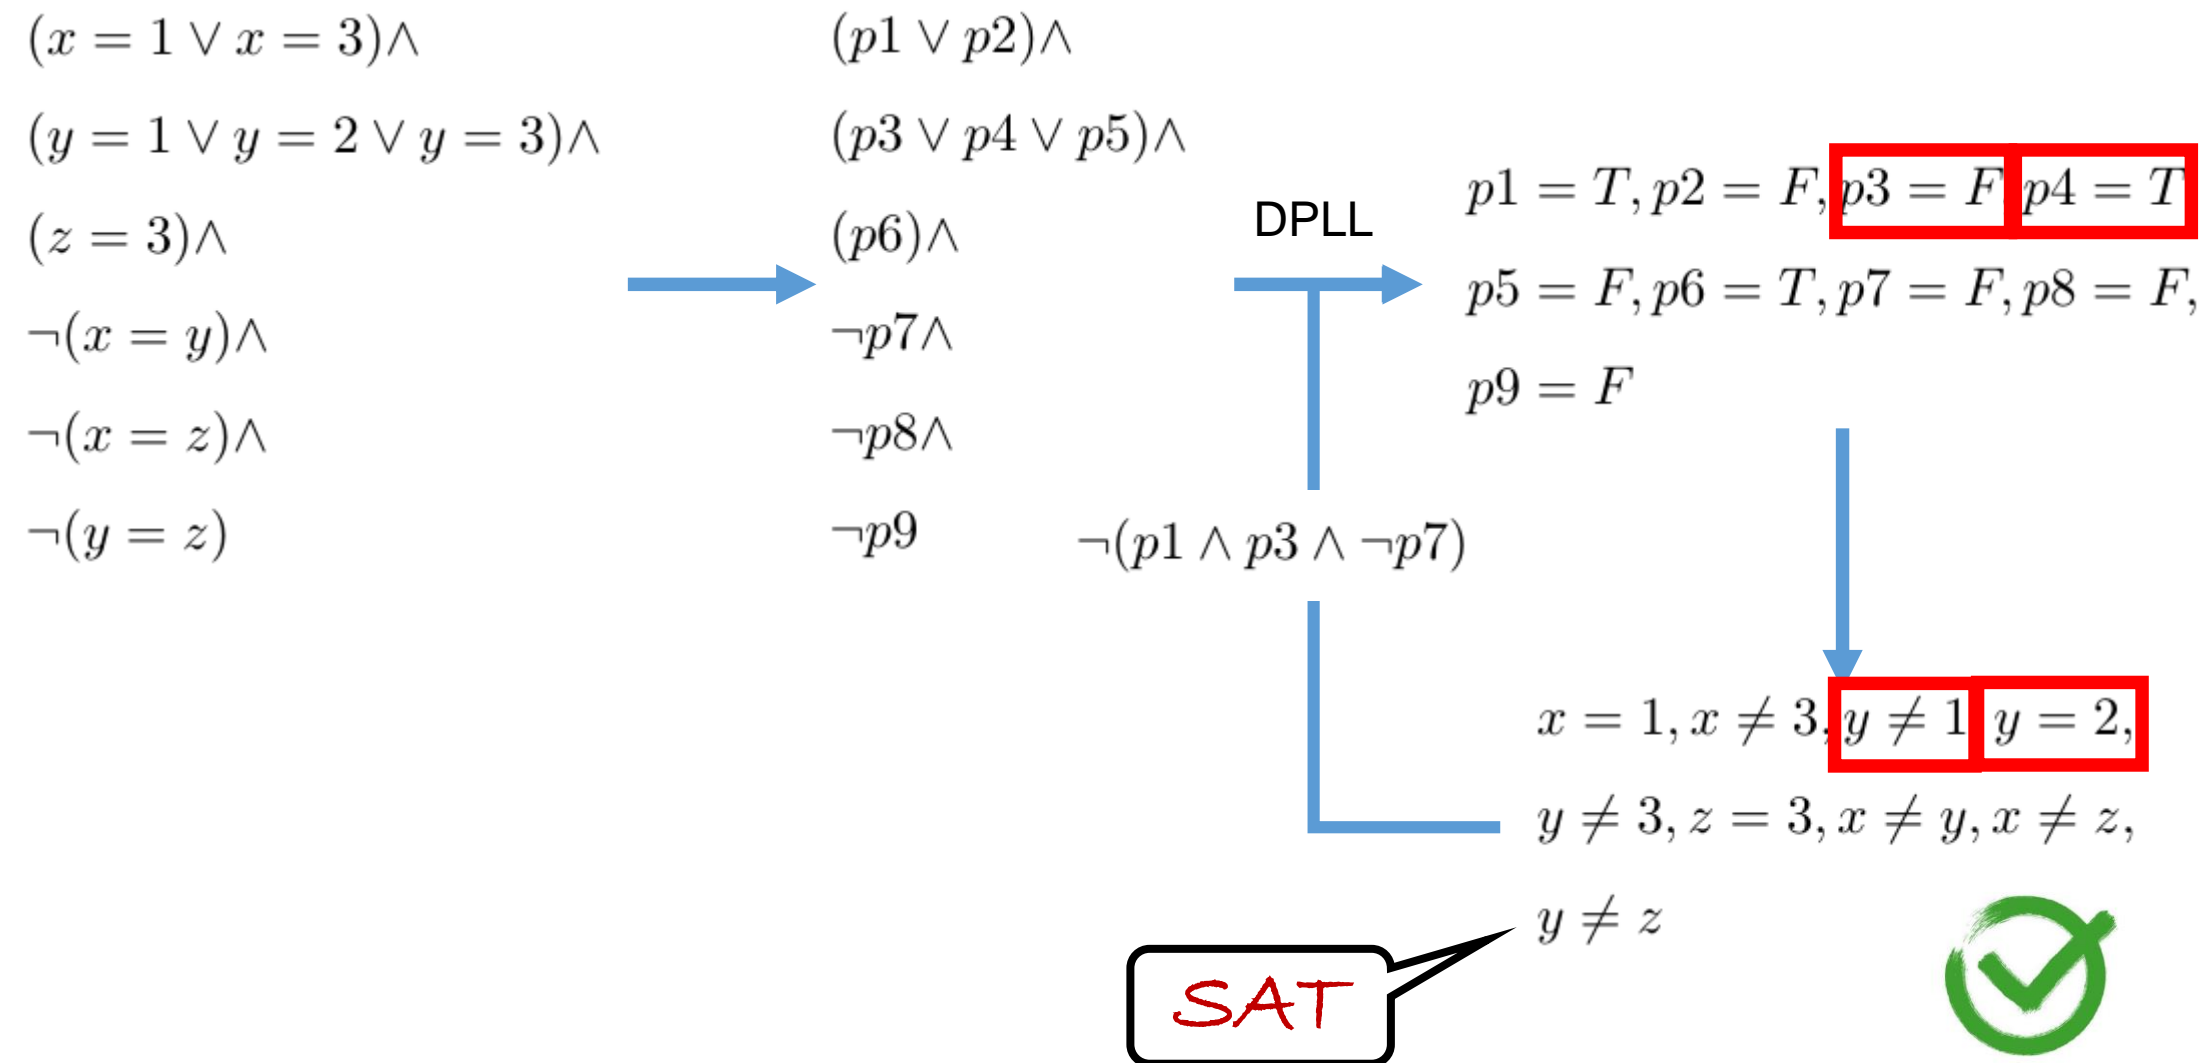 (x = 1 ∨ x = 3)∧
(y = 1 ∨ y = 2 ∨ y = 3)∧
(z = 3)∧
¬(x = y)∧
¬(x = z)∧
¬(y = z)
(p1 ∨ p2)∧
(p3 ∨ p4 ∨ p5)∧
(p6)∧
¬p7∧
¬p8∧
¬p9
¬(p1 ∧ p3 ∧ ¬p7)
DPLL
p1 = T, p2 = F, p3 = F p4 = T
p5 = F, p6 = T, p7 = F, p8 = F,
p9 = F
x = 1, x ≠ 3, y ≠ 1 y = 2,
y ≠ 3, z = 3, x ≠ y, x ≠ z,
y ≠ z
SAT